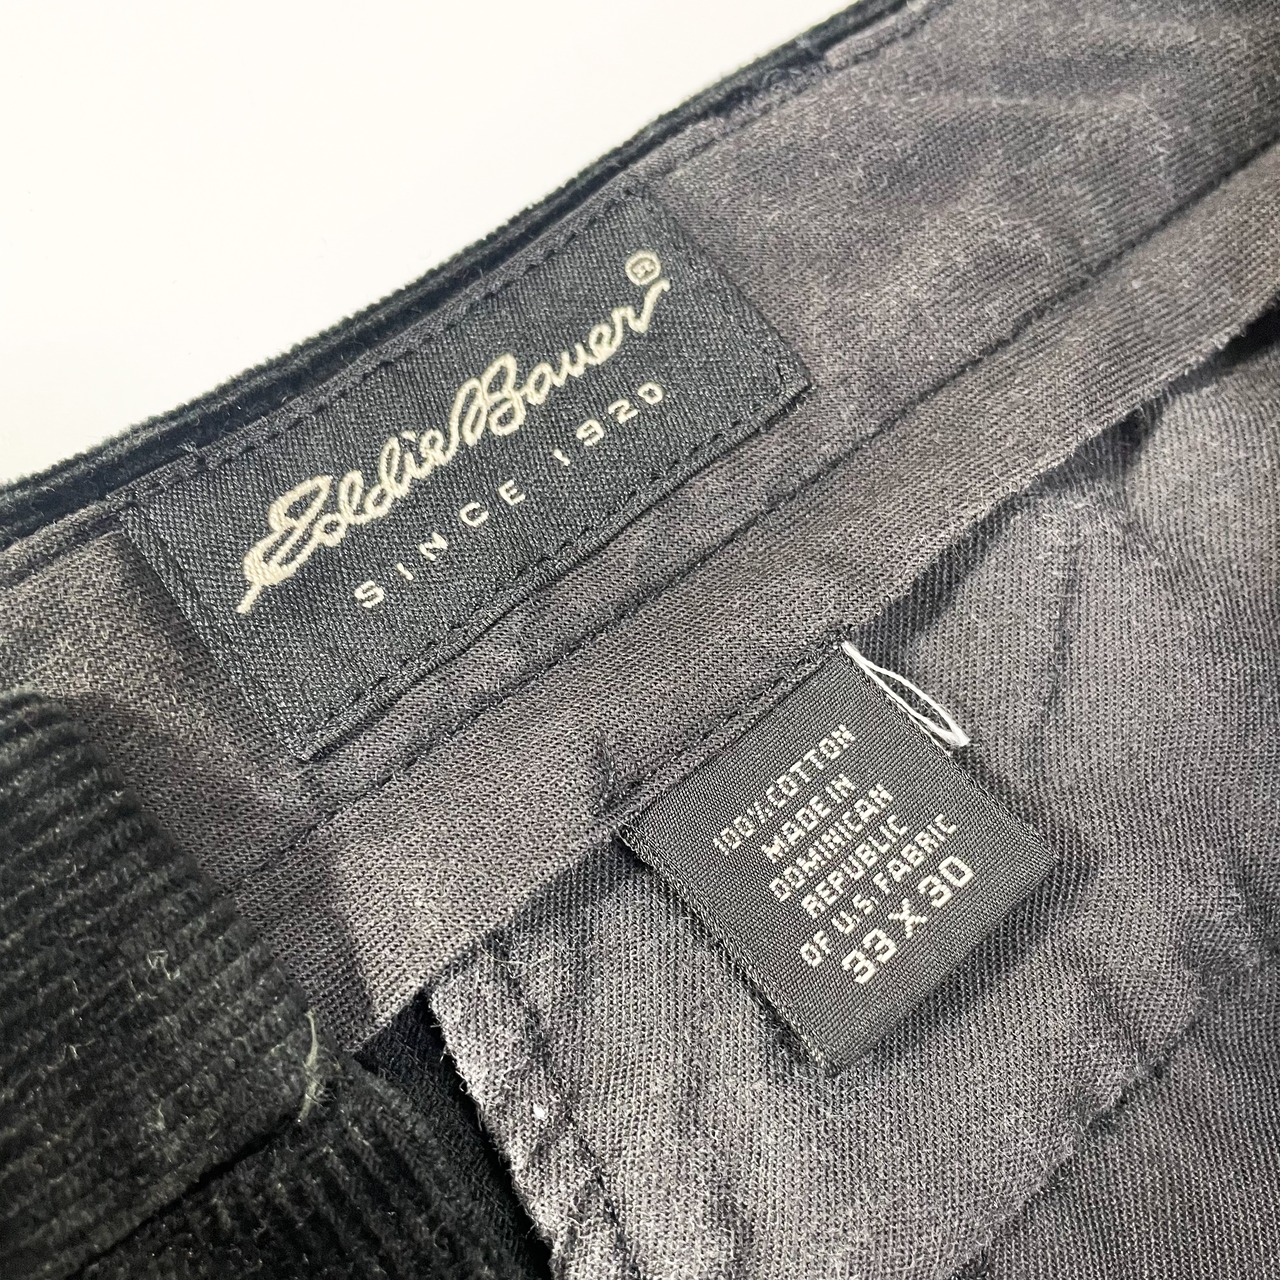 Eddie Bauer®
SINCE 1920
100% COTTON
MADE IN
DOMINICAN
REPUBLIC
OF U.S FABRIC
33 X 30